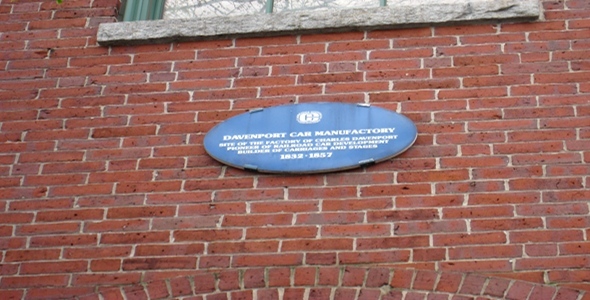 DAVENPORT CAR MANUFACTORY
SITE OF THE FACTORY OF CHARLES DAVENPORT
PIONEER OF RAILROAD CAR DEVELOPMENT
BUILDER OF CARRIAGES AND STAGES
1832-1857